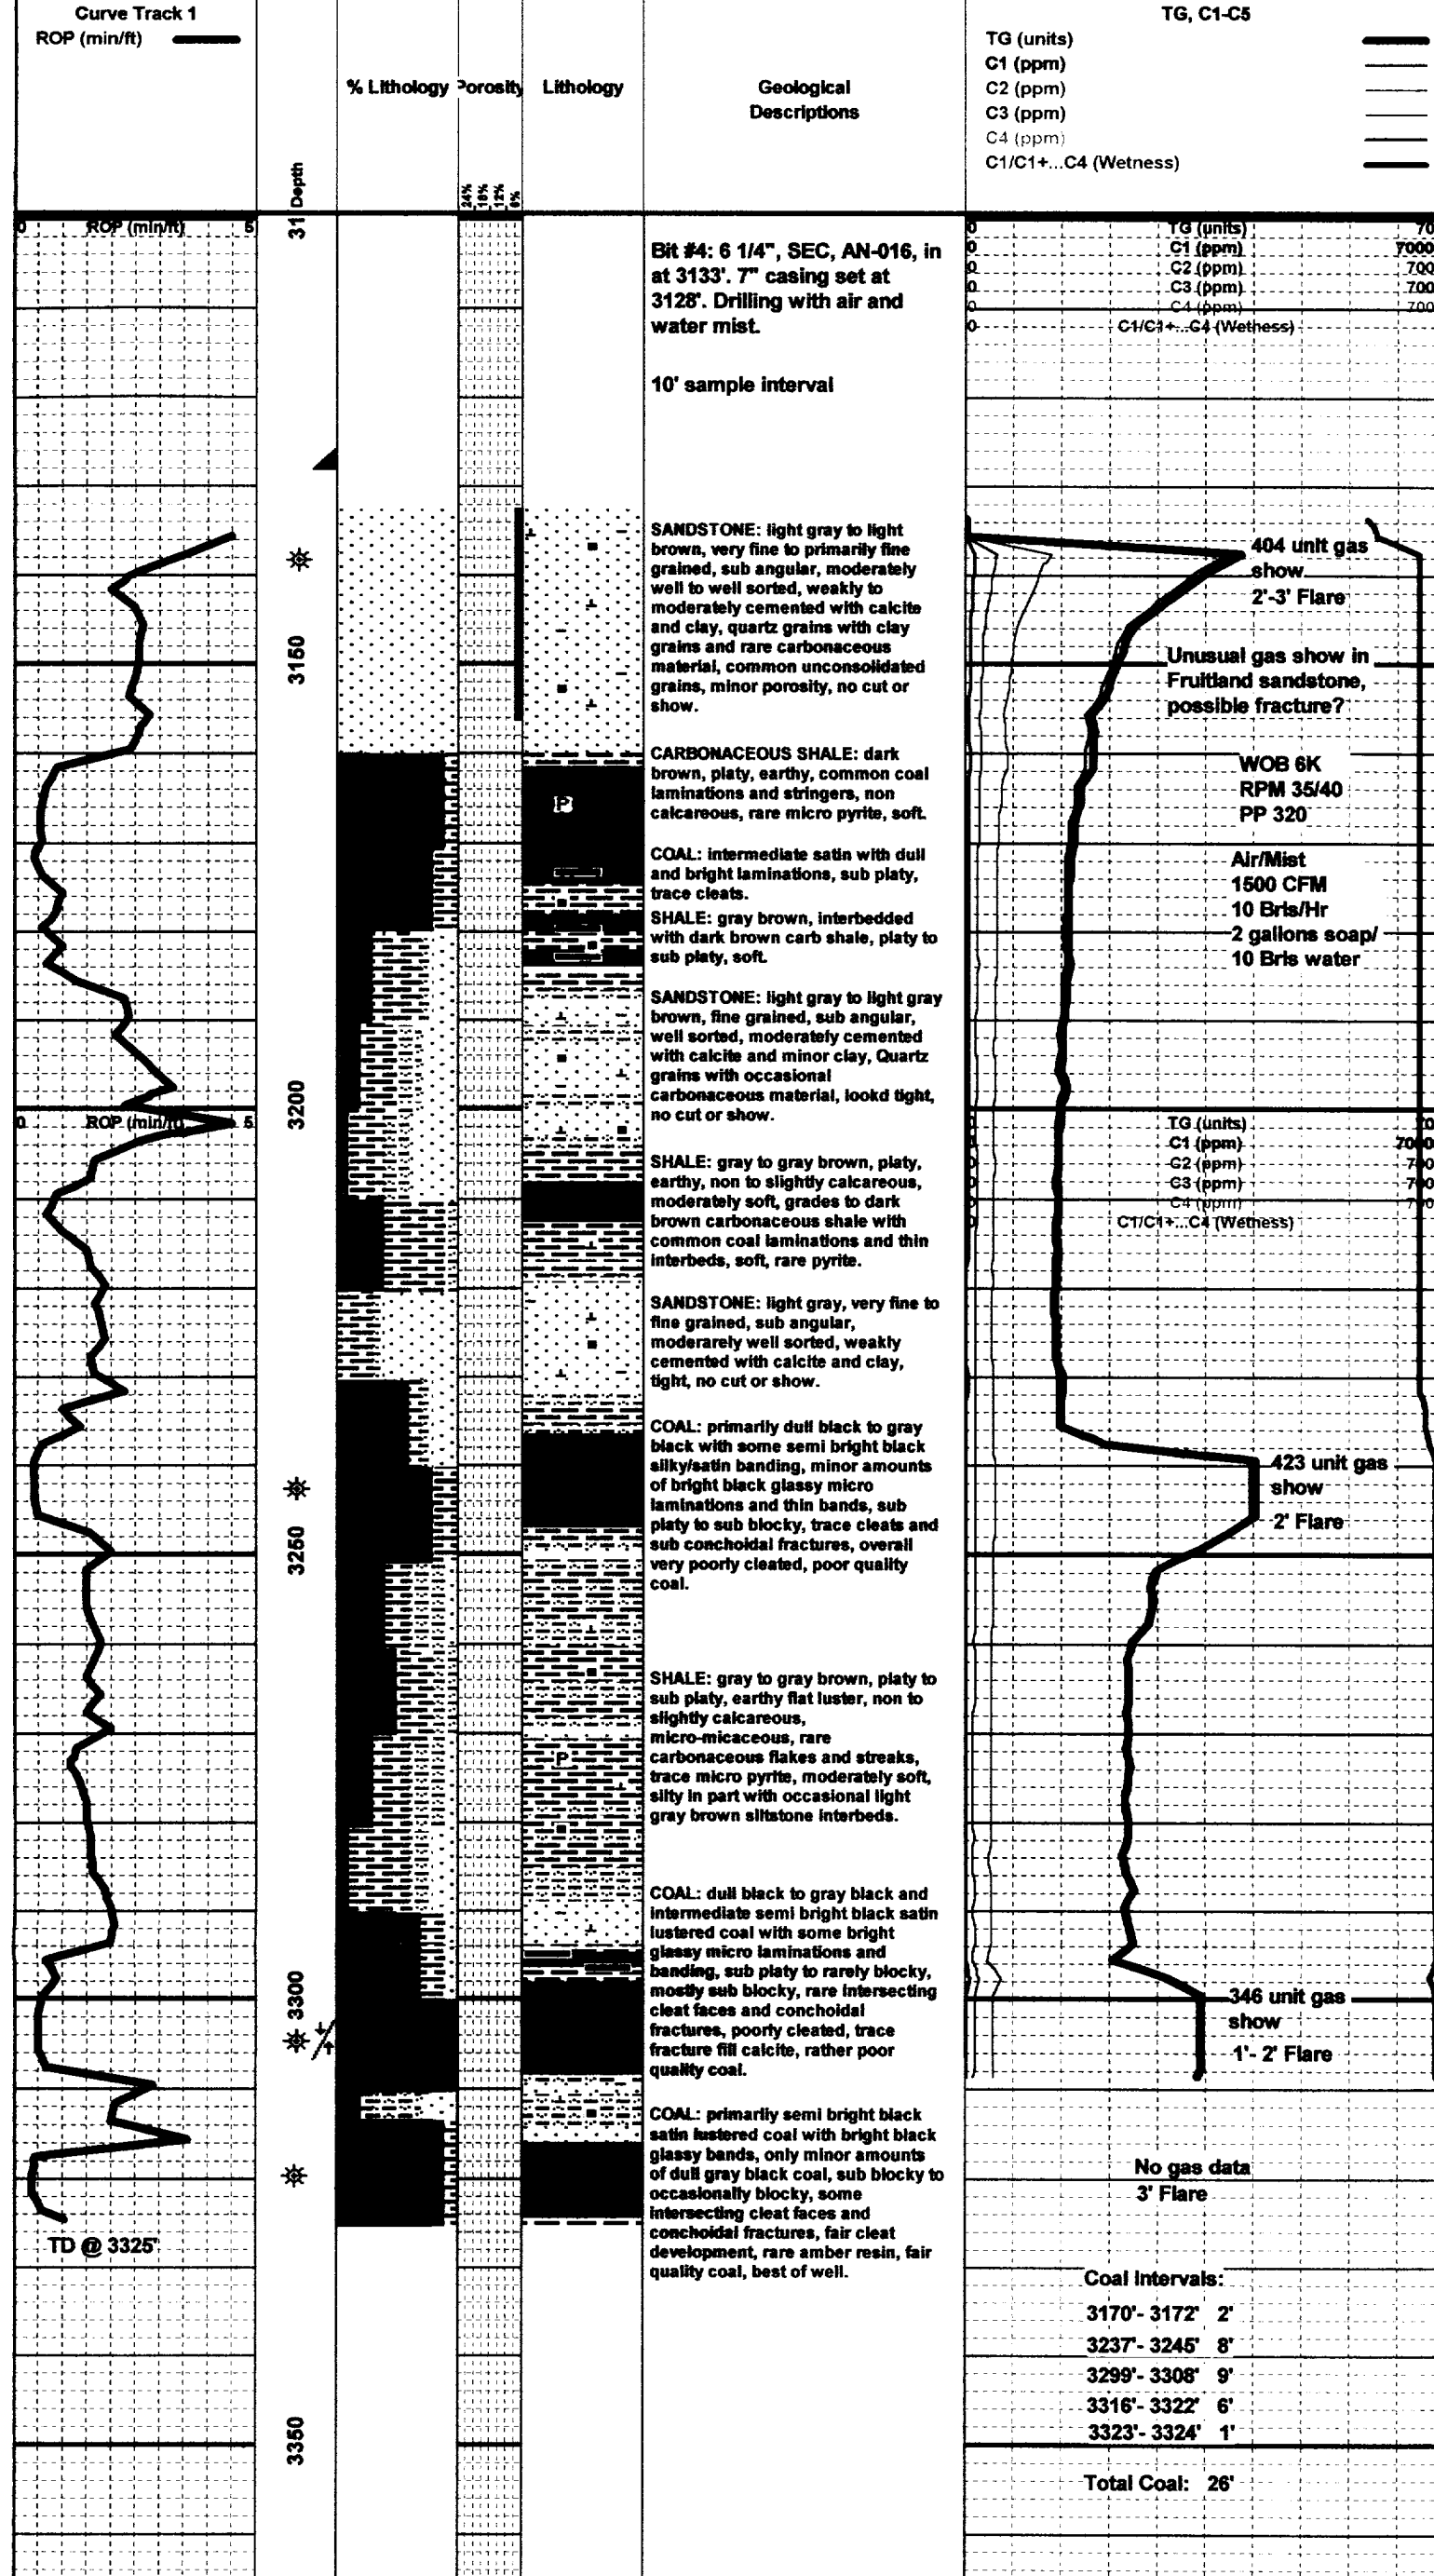 Curve Track 1
ROP (min/ft)
Depth
% Lithology
Porosity
24%
18%
12%
6%
Lithology
Geological
Descriptions
TG, C1-C5
TG (units)
C1 (ppm)
C2 (ppm)
C3 (ppm)
C4 (ppm)
C1/C1+...C4 (Wetness)
0 ROP (min/ft) 5
31
0 TG (units) 70
0 C1 (ppm) 7000
0 C2 (ppm) 700
0 C3 (ppm) 700
0 C4 (ppm) 700
0 C1/C1+...C4 (Wetness)
Bit #4: 6 1/4", SEC, AN-016, in
at 3133'. 7" casing set at
3128'. Drilling with air and
water mist.
10' sample interval
SANDSTONE: light gray to light
brown, very fine to primarily fine
grained, sub angular, moderately
well to well sorted, weakly to
moderately cemented with calcite
and clay, quartz grains with clay
grains and rare carbonaceous
material, common unconsolidated
grains, minor porosity, no cut or
show.
404 unit gas
show
2'-3' Flare
3150
Unusual gas show in
Fruitland sandstone,
possible fracture?
CARBONACEOUS SHALE: dark
brown, platy, earthy, common coal
laminations and stringers, non
calcareous, rare micro pyrite, soft.
P
WOB 6K
RPM 35/40
PP 320
COAL: intermediate satin with dull
and bright laminations, sub platy,
trace cleats.
Air/Mist
1500 CFM
10 Brls/Hr
2 gallons soap/
10 Brls water
SHALE: gray brown, interbedded
with dark brown carb shale, platy to
sub platy, soft.
SANDSTONE: light gray to light gray
brown, fine grained, sub angular,
well sorted, moderately cemented
with calcite and minor clay, Quartz
grains with occasional
carbonaceous material, lookd tight,
no cut or show.
3200
0 ROP (min/ft) 5
TG (units) 70
C1 (ppm) 7000
C2 (ppm) 700
C3 (ppm) 700
C4 (ppm) 700
C1/C1+...C4 (Wetness)
SHALE: gray to gray brown, platy,
earthy, non to slightly calcareous,
moderately soft, grades to dark
brown carbonaceous shale with
common coal laminations and thin
interbeds, soft, rare pyrite.
SANDSTONE: light gray, very fine to
fine grained, sub angular,
moderarely well sorted, weakly
cemented with calcite and clay,
tight, no cut or show.
COAL: primarily dull black to gray
black with some semi bright black
silky/satin banding, minor amounts
of bright black glassy micro
laminations and thin bands, sub
platy to sub blocky, trace cleats and
sub conchoidal fractures, overall
very poorly cleated, poor quality
coal.
423 unit gas
show
2' Flare
3250
SHALE: gray to gray brown, platy to
sub platy, earthy flat luster, non to
slightly calcareous,
micro-micaceous, rare
carbonaceous flakes and streaks,
trace micro pyrite, moderately soft,
silty in part with occasional light
gray brown siltstone interbeds.
P
COAL: dull black to gray black and
intermediate semi bright black satin
lustered coal with some bright
glassy micro laminations and
banding, sub platy to rarely blocky,
mostly sub blocky, rare intersecting
cleat faces and conchoidal
fractures, poorly cleated, trace
fracture fill calcite, rather poor
quality coal.
3300
346 unit gas
show
1'- 2' Flare
COAL: primarily semi bright black
satin lustered coal with bright black
glassy bands, only minor amounts
of dull gray black coal, sub blocky to
occasionally blocky, some
intersecting cleat faces and
conchoidal fractures, fair cleat
development, rare amber resin, fair
quality coal, best of well.
No gas data
3' Flare
TD @ 3325'
Coal Intervals:
3170'- 3172' 2'
3237'- 3245' 8'
3299'- 3308' 9'
3316'- 3322' 6'
3323'- 3324' 1'
3350
Total Coal: 26'